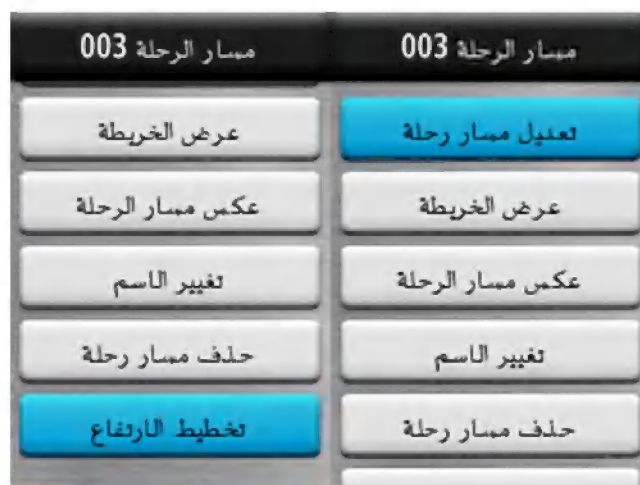 مسار الرحلة 003
تعديل مسار رحلة
عرض الخريطة
عكس مسار الرحلة
تغيير الاسم
حذف مسار رحلة
مسار الرحلة 003
عرض الخريطة
عكس مسار الرحلة
تغيير الاسم
حذف مسار رحلة
تخطيط الارتفاع